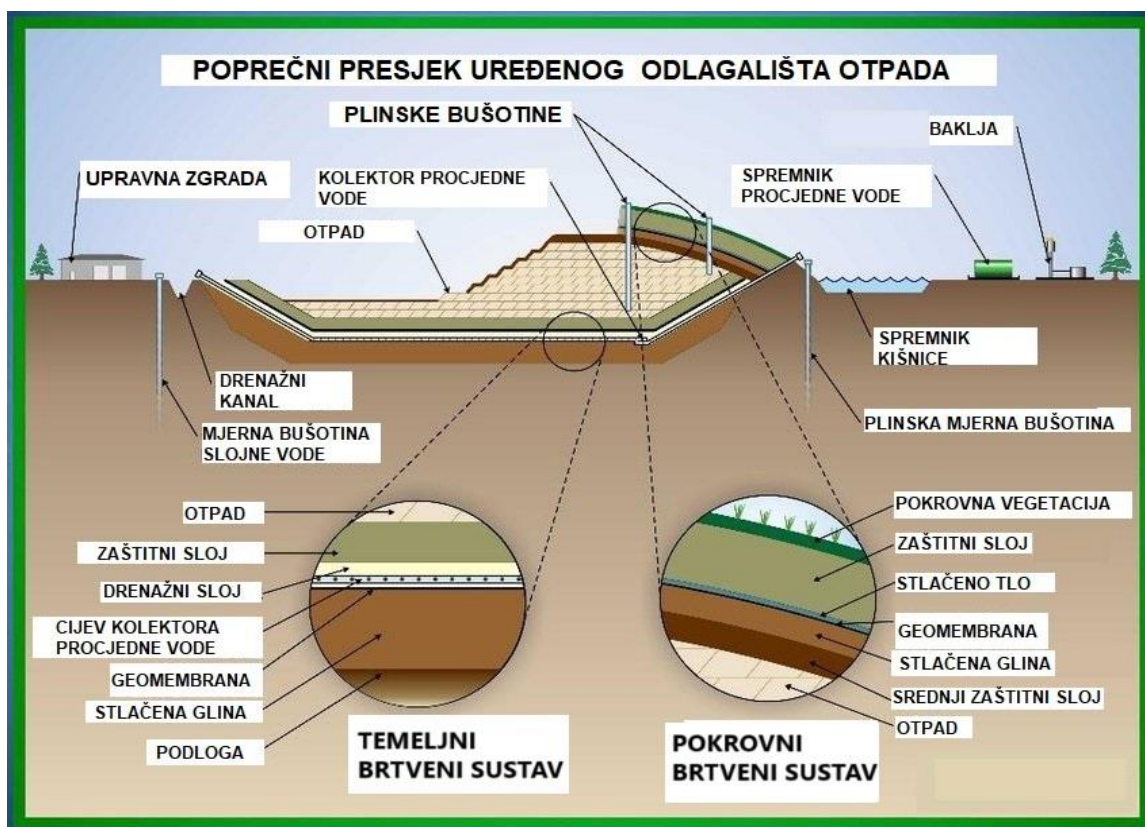 POPREČNI PRESJEK UREĐENOG ODLAGALIŠTA OTPADA
PLINSKE BUŠOTINE
BAKLJA
UPRAVNA ZGRADA
KOLEKTOR PROCJEDNE
VODE
SPREMNIK
PROCJEDNE VODE
OTPAD
SPREMNIK
KIŠNICE
DRENAŽNI
KANAL
MJERNA BUŠOTINA
SLOJNE VODE
PLINSKA MJERNA BUŠOTINA
OTPAD
ZAŠTITNI SLOJ
DRENAŽNI SLOJ
CIJEV KOLEKTORA
PROCJEDNE VODE
GEOMEMBRANA
STLAČENA GLINA
PODLOGA
TEMELJNI
BRTVENI SUSTAV
POKROVNA VEGETACIJA
ZAŠTITNI SLOJ
STLAČENO TLO
GEOMEMBRANA
STLAČENA GLINA
SREDNJI ZAŠTITNI SLOJ
OTPAD
POKROVNI
BRTVENI SUSTAV